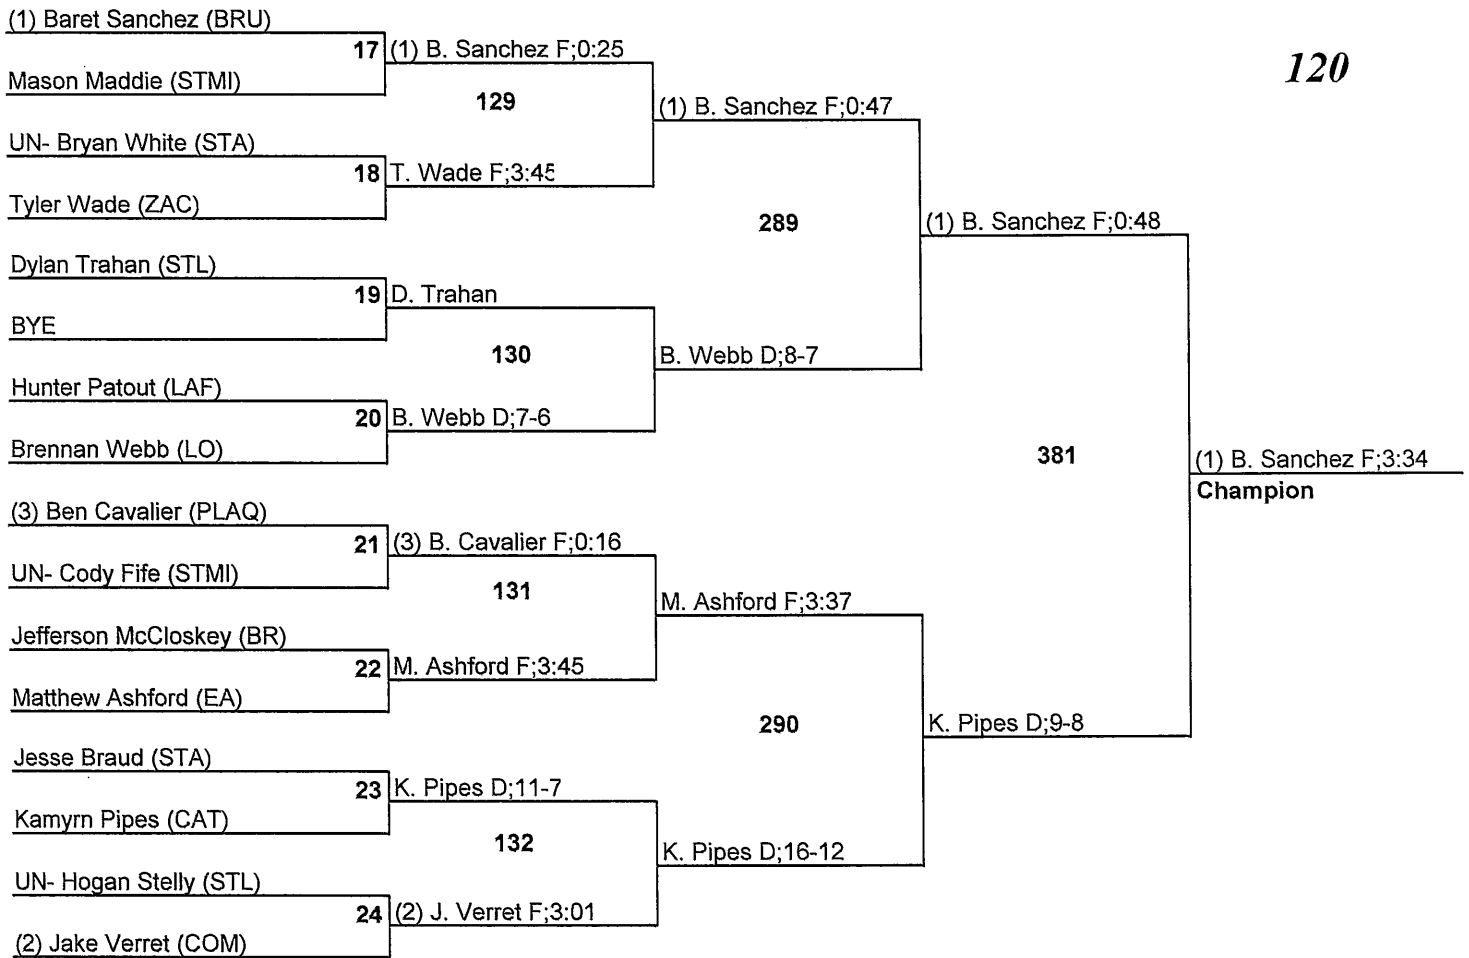 (1) Baret Sanchez (BRU)
17 (1) B. Sanchez F;0:25
120
Mason Maddie (STMI)
129
(1) B. Sanchez F;0:47
UN- Bryan White (STA)
18 T. Wade F;3:45
Tyler Wade (ZAC)
289
(1) B. Sanchez F;0:48
Dylan Trahan (STL)
19 D. Trahan
BYE
130
B. Webb D;8-7
Hunter Patout (LAF)
20 B. Webb D;7-6
Brennan Webb (LO)
381
(1) B. Sanchez F;3:34
Champion
(3) Ben Cavalier (PLAQ)
21 (3) B. Cavalier F;0:16
UN- Cody Fife (STMI)
131
M. Ashford F;3:37
Jefferson McCloskey (BR)
22 M. Ashford F;3:45
Matthew Ashford (EA)
290
K. Pipes D;9-8
Jesse Braud (STA)
23 K. Pipes D;11-7
Kamyrn Pipes (CAT)
132
K. Pipes D;16-12
UN- Hogan Stelly (STL)
24 (2) J. Verret F;3:01
(2) Jake Verret (COM)